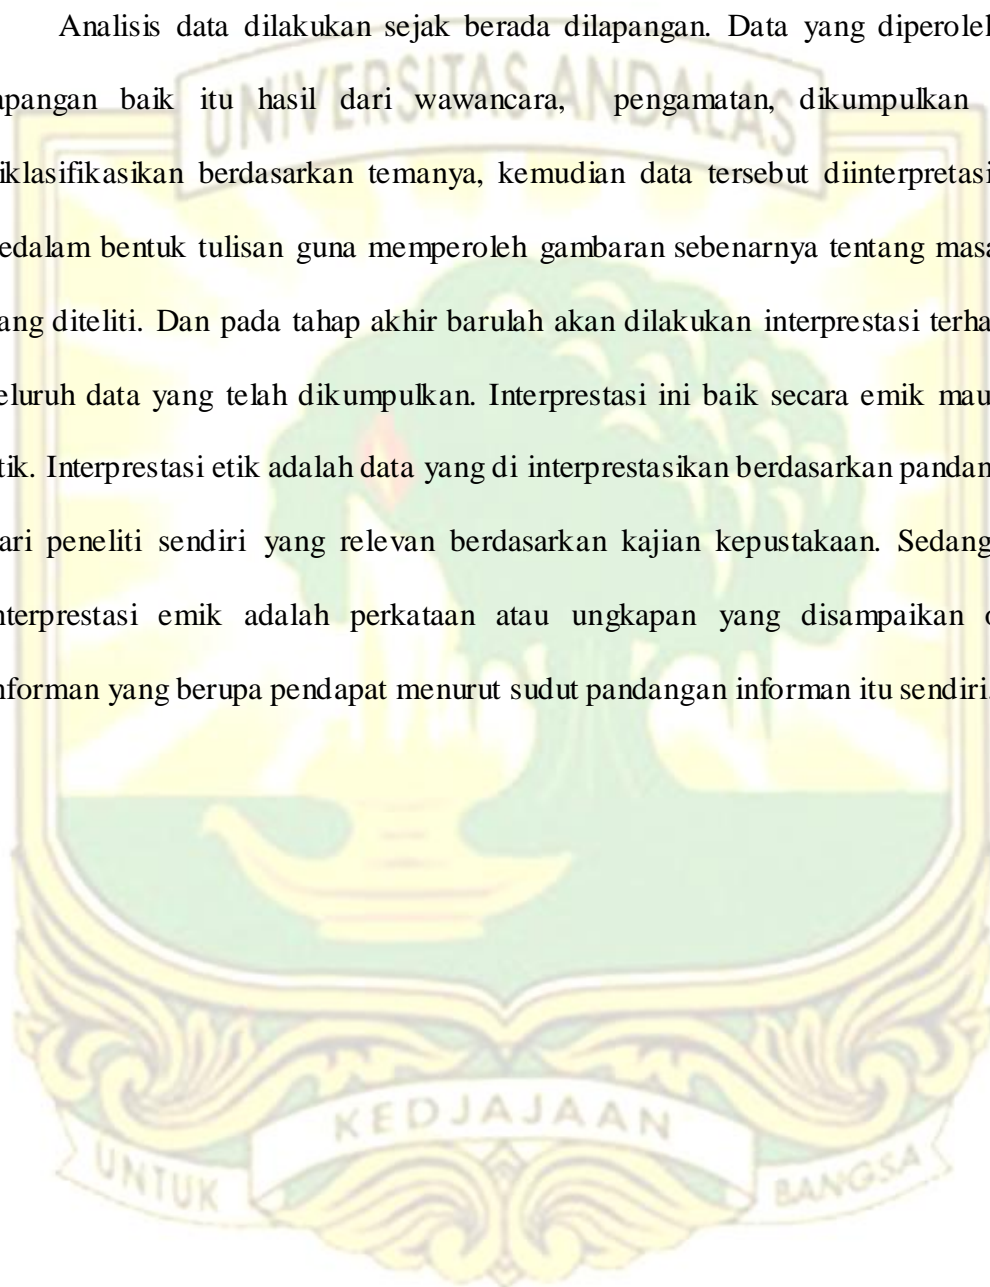 Analisis data dilakukan sejak berada dilapangan. Data yang diperoleh
apangan baik itu hasil dari wawancara, pengamatan, dikumpulkan
iklasifikasikan berdasarkan temanya, kemudian data tersebut diinterpretasi
edalam bentuk tulisan guna memperoleh gambaran sebenarnya tentang masa
ang diteliti. Dan pada tahap akhir barulah akan dilakukan interprestasi terha
eluruh data yang telah dikumpulkan. Interprestasi ini baik secara emik mau
tik. Interprestasi etik adalah data yang di interprestasikan berdasarkan pandan
ari peneliti sendiri yang relevan berdasarkan kajian kepustakaan. Sedang
nterprestasi emik adalah perkataan atau ungkapan yang disampaikan o
nforman yang berupa pendapat menurut sudut pandangan informan itu sendiri.
UNIVERSITAS ANDALAS
UNTUK KEDJAJAAN BANGSA